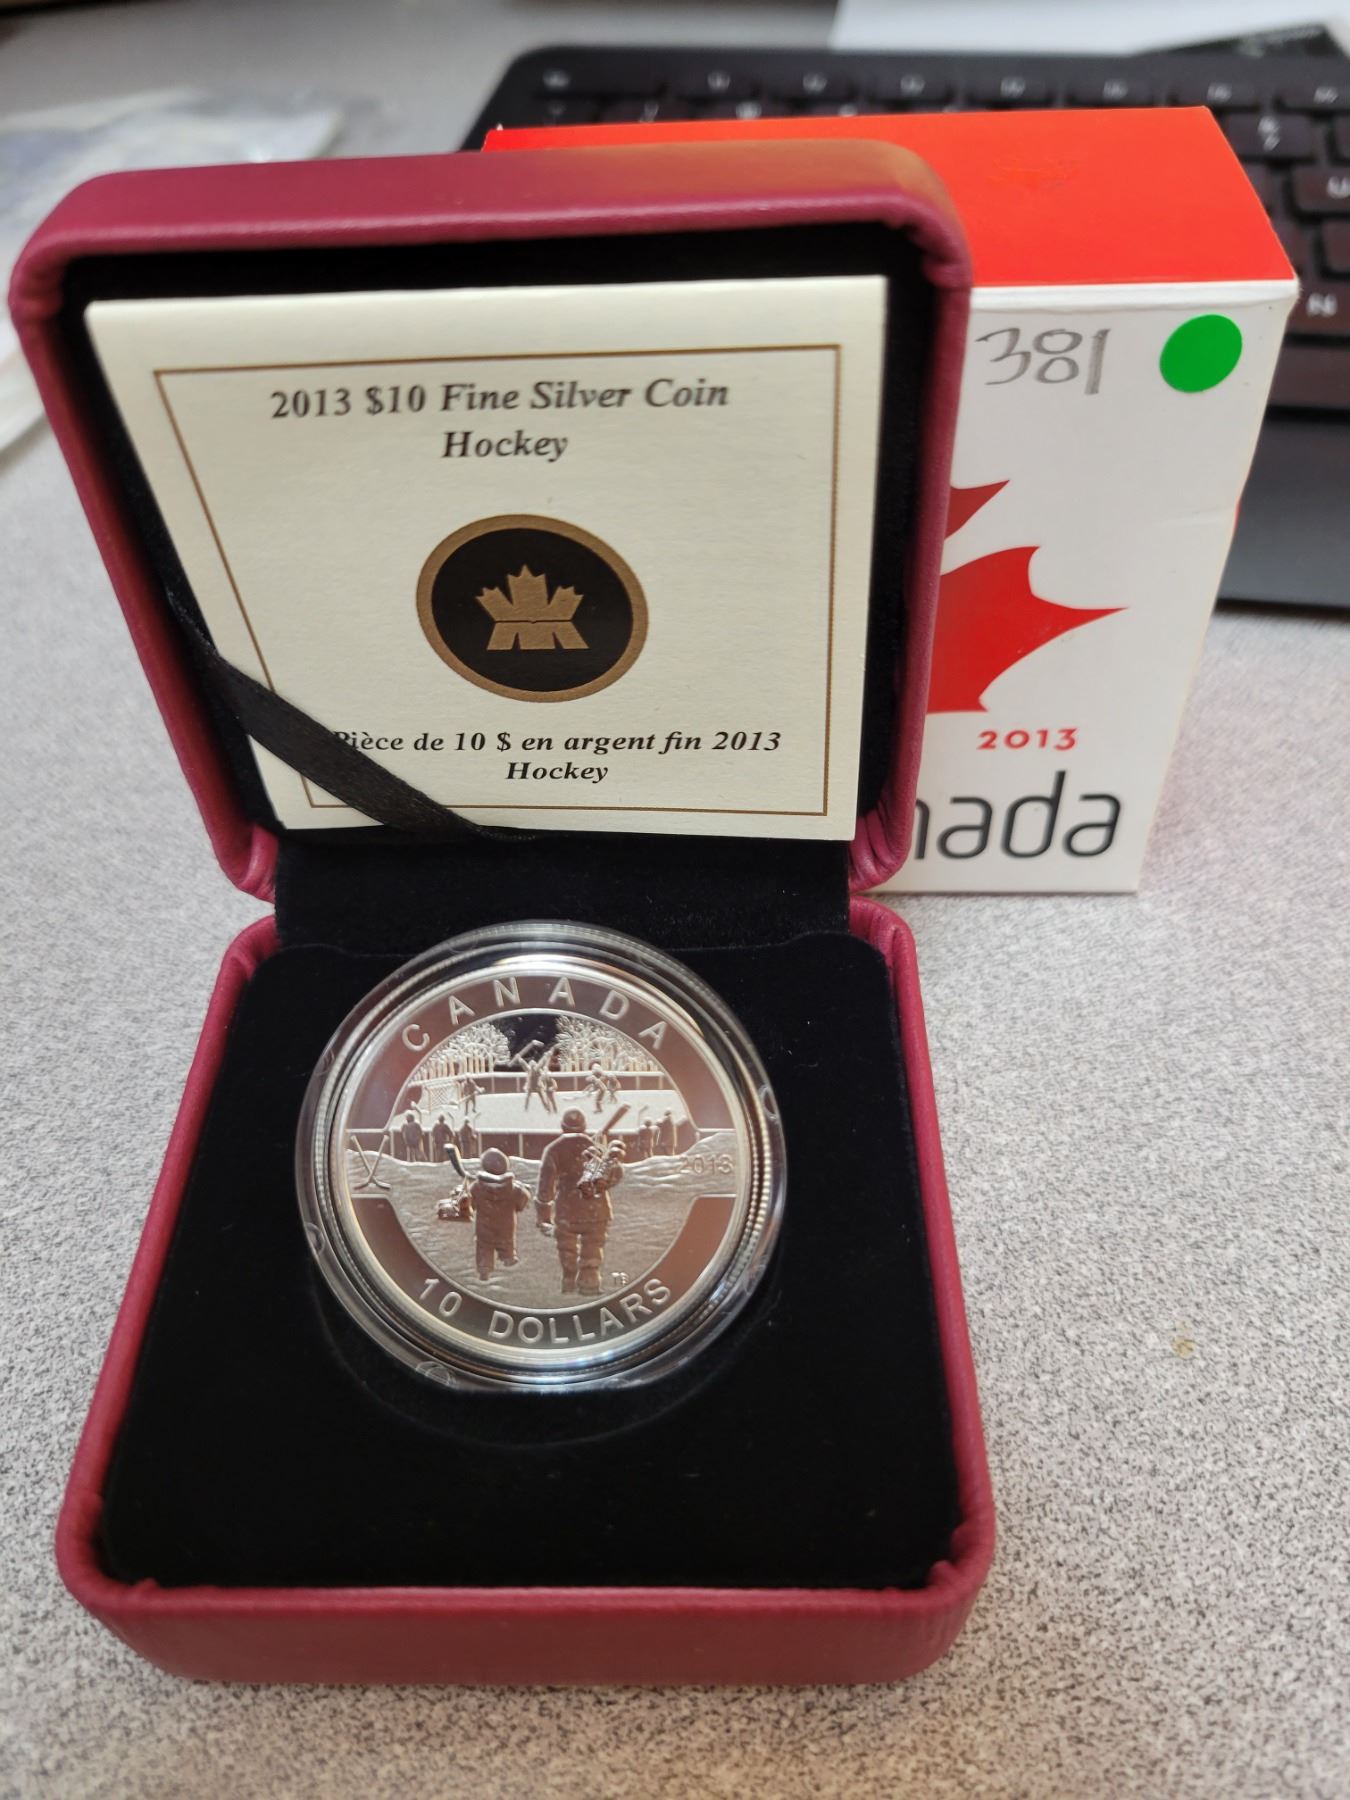 2013 $10 Fine Silver Coin
Hockey
Pièce de 10 $ en argent fin 2013
Hockey
381
2013
nada
CANADA
2013
TB
10 DOLLARS